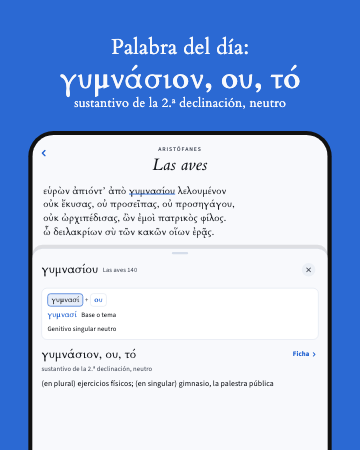 Palabra del día:
γυμνάσιον, ου, τό
sustantivo de la 2.ª declinación, neutro
ARISTÓFANES
Las aves
εὑρὼν ἀπιόντ’ ἀπὸ γυμνασίου λελουμένον
οὐκ ἔκυσας, οὐ προσεῖπας, οὐ προσηγάγου,
οὐκ ὠρχιπέδισας, ὢν ἐμοὶ πατρικὸς φίλος.
ὦ δειλακρίων σὺ τῶν κακῶν οἵων ἐρᾷς.
γυμνασίου Las aves 140
γυμνασί + ου
γυμνασί Base o tema
Genitivo singular neutro
γυμνάσιον, ου, τό Ficha
sustantivo de la 2.ª declinación, neutro
(en plural) ejercicios físicos; (en singular) gimnasio, la palestra pública